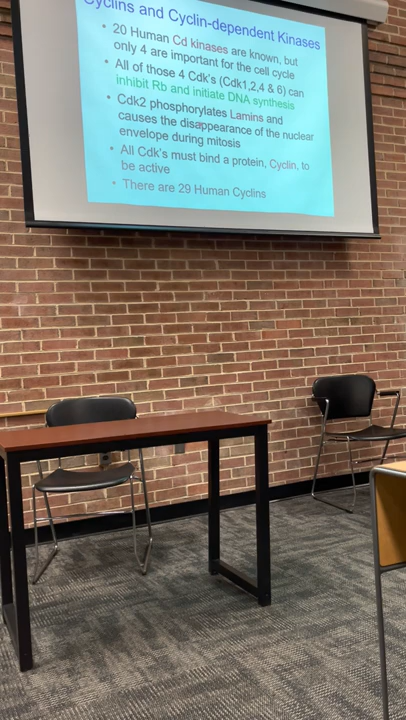 Cyclins and Cyclin-dependent Kinases
• 20 Human Cd kinases are known, but
only 4 are important for the cell cycle
• All of those 4 Cdk's (Cdk1,2,4 & 6) can
inhibit Rb and initiate DNA synthesis
• Cdk2 phosphorylates Lamins and
causes the disappearance of the nuclear
envelope during mitosis
• All Cdk's must bind a protein, Cyclin, to
be active
• There are 29 Human Cyclins